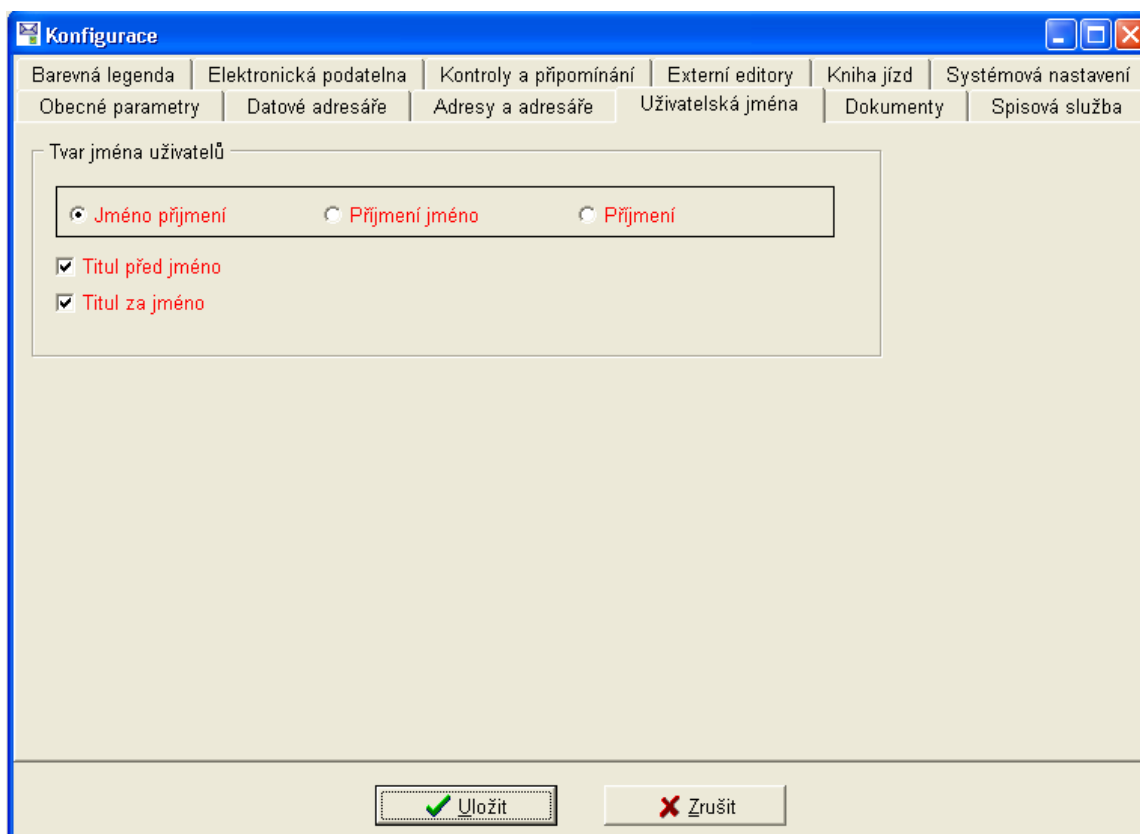 Konfigurace
Barevná legenda Elektronická podatelna Kontroly a připomínání Externí editory Kniha jízd Systémová nastavení
Obecné parametry Datové adresáře Adresy a adresáře Uživatelská jména Dokumenty Spisová služba
Tvar jména uživatelů
Jméno přijmení Příjmení jméno Příjmení
Titul před jméno
Titul za jméno
Uložit Zrušit